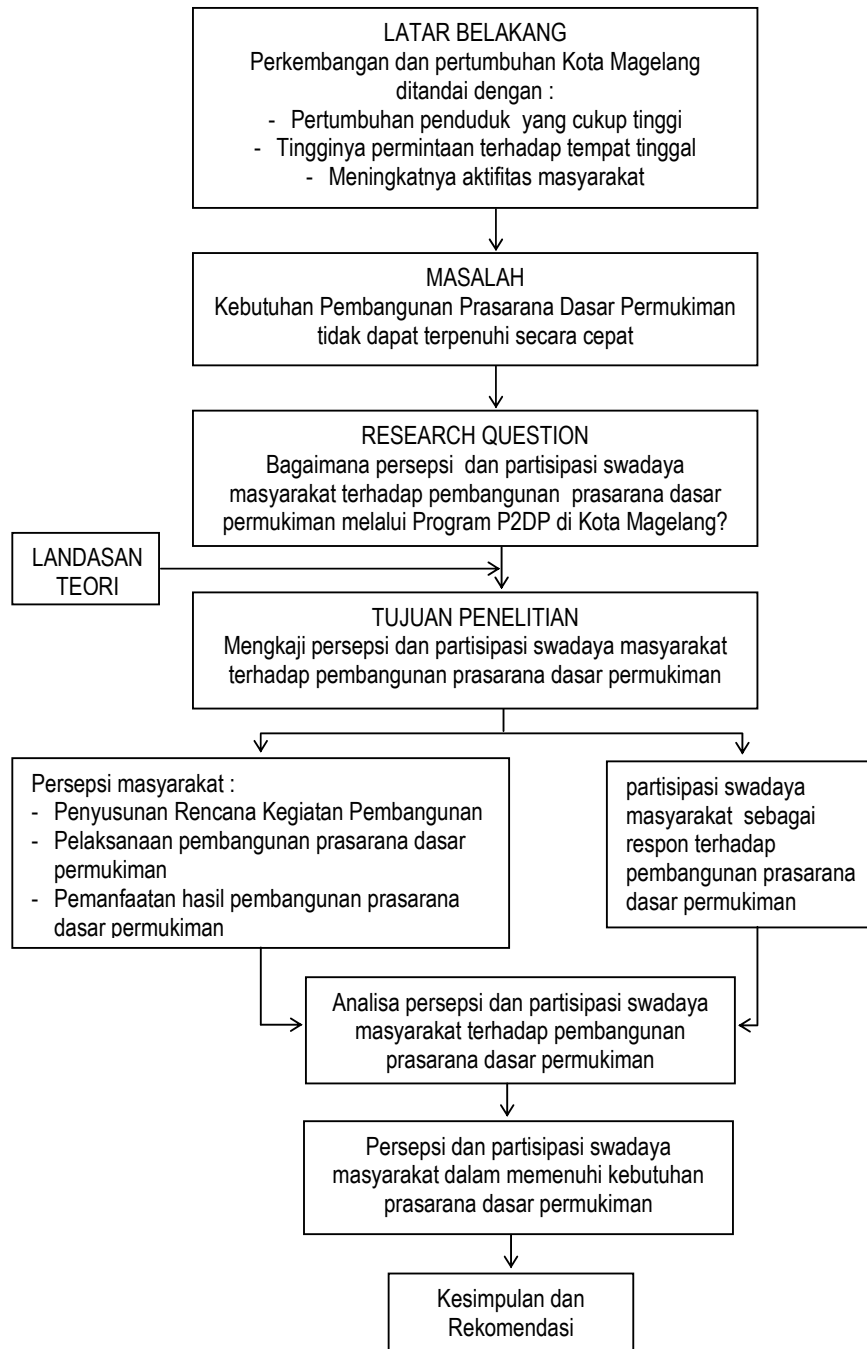 LATAR BELAKANG
Perkembangan dan pertumbuhan Kota Magelang
ditandai dengan :
- Pertumbuhan penduduk yang cukup tinggi
- Tingginya permintaan terhadap tempat tinggal
- Meningkatnya aktifitas masyarakat
MASALAH
Kebutuhan Pembangunan Prasarana Dasar Permukiman
tidak dapat terpenuhi secara cepat
RESEARCH QUESTION
Bagaimana persepsi dan partisipasi swadaya
masyarakat terhadap pembangunan prasarana dasar
permukiman melalui Program P2DP di Kota Magelang?
LANDASAN
TEORI
TUJUAN PENELITIAN
Mengkaji persepsi dan partisipasi swadaya masyarakat
terhadap pembangunan prasarana dasar permukiman
Persepsi masyarakat :
- Penyusunan Rencana Kegiatan Pembangunan
- Pelaksanaan pembangunan prasarana dasar
permukiman
- Pemanfaatan hasil pembangunan prasarana
dasar permukiman
partisipasi swadaya
masyarakat sebagai
respon terhadap
pembangunan prasarana
dasar permukiman
Analisa persepsi dan partisipasi swadaya
masyarakat terhadap pembangunan
prasarana dasar permukiman
Persepsi dan partisipasi swadaya
masyarakat dalam memenuhi kebutuhan
prasarana dasar permukiman
Kesimpulan dan
Rekomendasi